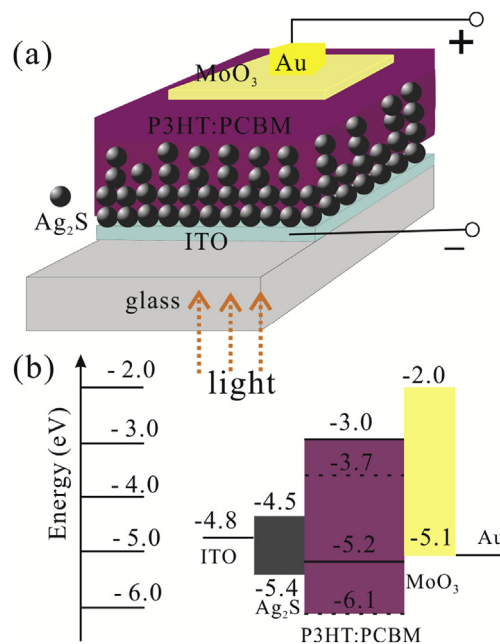 (a)
+
Au
MoO3
P3HT:PCBM
Ag2S
ITO
−
glass
light
(b)
Energy (eV)
- 2.0
- 3.0
- 4.0
- 5.0
- 6.0
-4.8
ITO
-4.5
-5.4
Ag2S
-3.0
-3.7
-5.2
-6.1
P3HT:PCBM
-2.0
-5.1
MoO3
Au